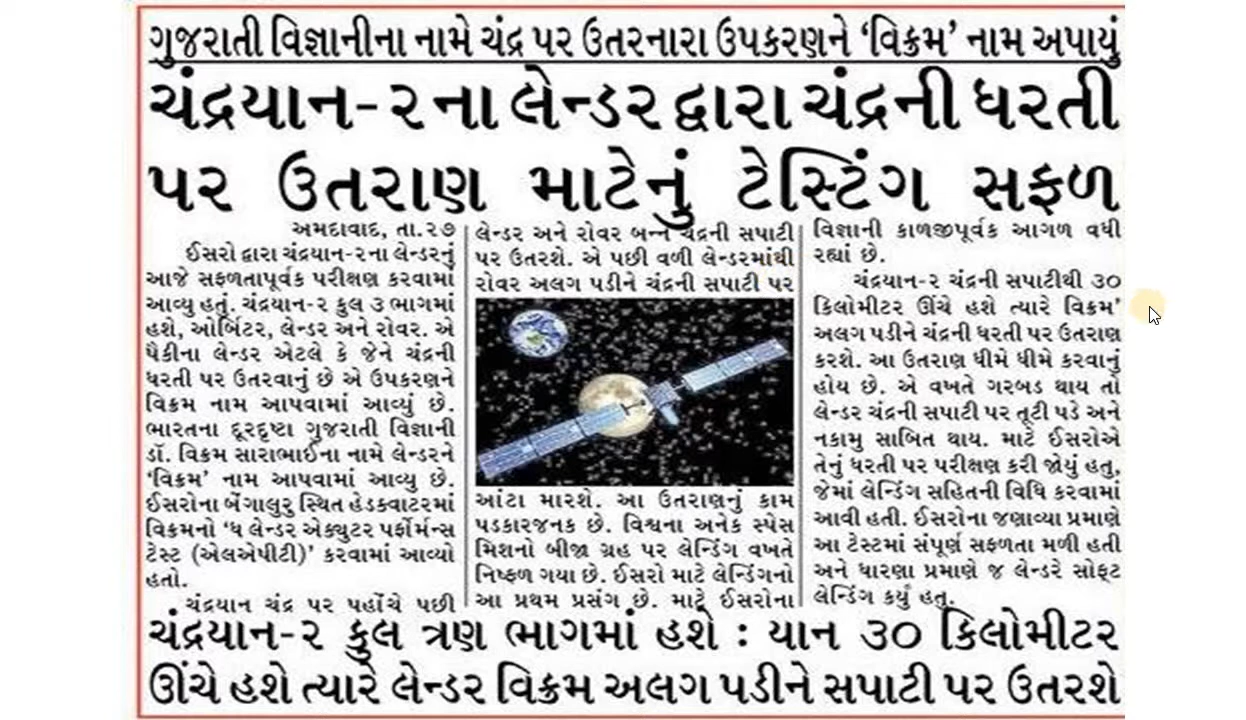 ગુજરાતી વિજ્ઞાનીના નામે ચંદ્ર પર ઉતરનારા ઉપકરણને ‘વિક્રમ’ નામ અપાયું
ચંદ્રયાન-૨ના લેન્ડર દ્વારા ચંદ્રની ધરતી
પર ઉતરાણ માટેનું ટેસ્ટિંગ સફળ
અમદાવાદ, તા.૨૭
ઈસરો દ્વારા ચંદ્રયાન-૨ના લેન્ડરનું
આજે સફળતાપૂર્વક પરીક્ષણ કરવામાં
આવ્યુ હતું. ચંદ્રયાન-૨ કુલ ૩ ભાગમાં
હશે, ઓર્બિટર, લેન્ડર અને રોવર. એ
પૈકીના લેન્ડર એટલે કે જેને ચંદ્રની
ધરતી પર ઉતરવાનું છે એ ઉપકરણને
વિક્રમ નામ આપવામાં આવ્યું છે.
ભારતના દૂરદૃષ્ટા ગુજરાતી વિજ્ઞાની
ડૉ. વિક્રમ સારાભાઈના નામે લેન્ડરને
‘વિક્રમ’ નામ આપવામાં આવ્યુ છે.
ઈસરોના બેંગાલુરુ સ્થિત હેડક્વાટરમાં
વિક્રમનો ‘ધ લેન્ડર એક્ચુટર પર્ફોર્મન્સ
ટેસ્ટ (એલએપીટી)’ કરવામાં આવ્યો
હતો.
ચંદ્રયાન ચંદ્ર પર પહોંચે પછી
લેન્ડર અને રોવર બન્ને ચંદ્રની સપાટી
પર ઉતરશે. એ પછી વળી લેન્ડરમાંથી
રોવર અલગ પડીને ચંદ્રની સપાટી પર
આંટા મારશે. આ ઉતરાણનું કામ
પડકારજનક છે. વિશ્વના અનેક સ્પેસ
મિશનો બીજા ગ્રહ પર લેન્ડિંગ વખતે
નિષ્ફળ ગયા છે. ઈસરો માટે લેન્ડિંગનો
આ પ્રથમ પ્રસંગ છે. માટે ઈસરોના
વિજ્ઞાની કાળજીપૂર્વક આગળ વધી
રહ્યાં છે.
ચંદ્રયાન-૨ ચંદ્રની સપાટીથી ૩૦
કિલોમીટર ઊંચે હશે ત્યારે વિક્રમ’
અલગ પડીને ચંદ્રની ધરતી પર ઉતરાણ
કરશે. આ ઉતરાણ ધીમે ધીમે કરવાનું
હોય છે. એ વખતે ગરબડ થાય તો
લેન્ડર ચંદ્રની સપાટી પર તૂટી પડે અને
નકામુ સાબિત થાય. માટે ઈસરોએ
તેનું ધરતી પર પરીક્ષણ કરી જોયું હતુ,
જેમાં લેન્ડિંગ સહિતની વિધિ કરવામાં
આવી હતી. ઈસરોના જણાવ્યા પ્રમાણે
આ ટેસ્ટમાં સંપૂર્ણ સફળતા મળી હતી
અને ધારણા પ્રમાણે જ લેન્ડરે સોફ્ટ
લેન્ડિંગ કર્યું હતુ.
ચંદ્રયાન-૨ કુલ ત્રણ ભાગમાં હશે : યાન ૩૦ કિલોમીટર
ઊંચે હશે ત્યારે લેન્ડર વિક્રમ અલગ પડીને સપાટી પર ઉતરશે